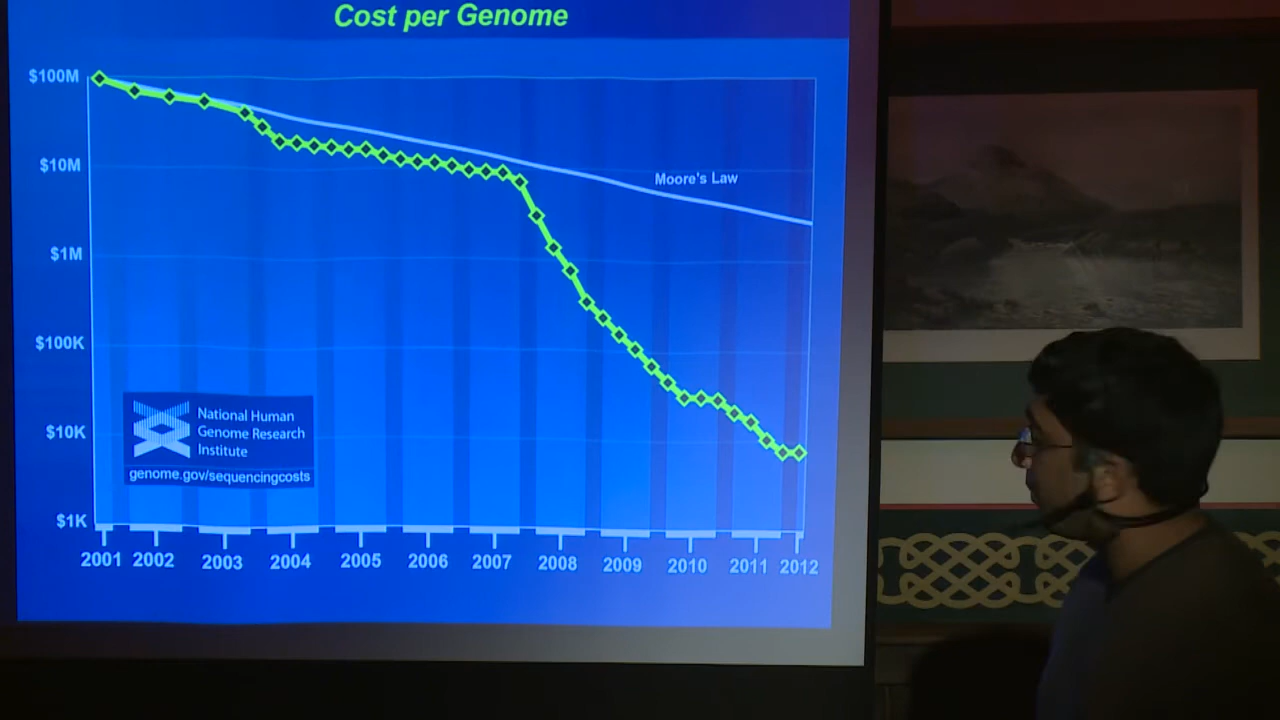 Cost per Genome
$100M
$10M
$1M
$100K
$10K
$1K
Moore's Law
National Human
Genome Research
Institute
genome.gov/sequencingcosts
2001 2002 2003 2004 2005 2006 2007 2008 2009 2010 2011 2012